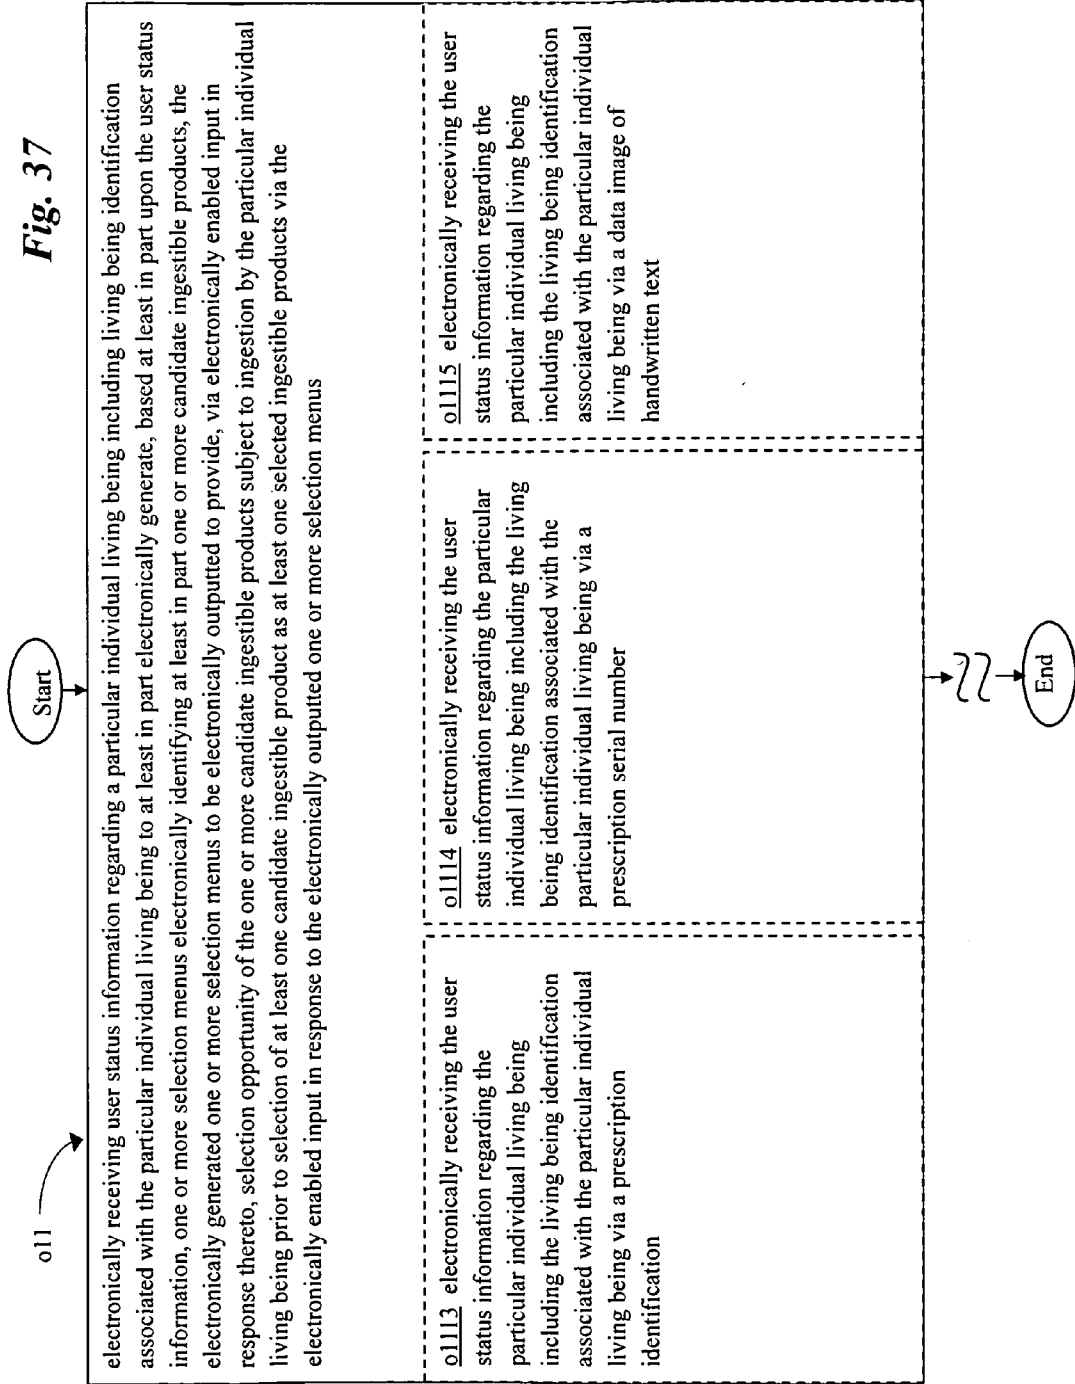 Fig. 37
Start
o11
electronically receiving user status information regarding a particular individual living being including living being identification
associated with the particular individual living being to at least in part electronically generate, based at least in part upon the user status
information, one or more selection menus electronically identifying at least in part one or more candidate ingestible products, the
electronically generated one or more selection menus to be electronically outputted to provide, via electronically enabled input in
response thereto, selection opportunity of the one or more candidate ingestible products subject to ingestion by the particular individual
living being prior to selection of at least one candidate ingestible product as at least one selected ingestible products via the
electronically enabled input in response to the electronically outputted one or more selection menus
o1113 electronically receiving the user
status information regarding the
particular individual living being
including the living being identification
associated with the particular individual
living being via a prescription
identification
o1114 electronically receiving the user
status information regarding the particular
individual living being including the living
being identification associated with the
particular individual living being via a
prescription serial number
o1115 electronically receiving the user
status information regarding the
particular individual living being
including the living being identification
associated with the particular individual
living being via a data image of
handwritten text
End